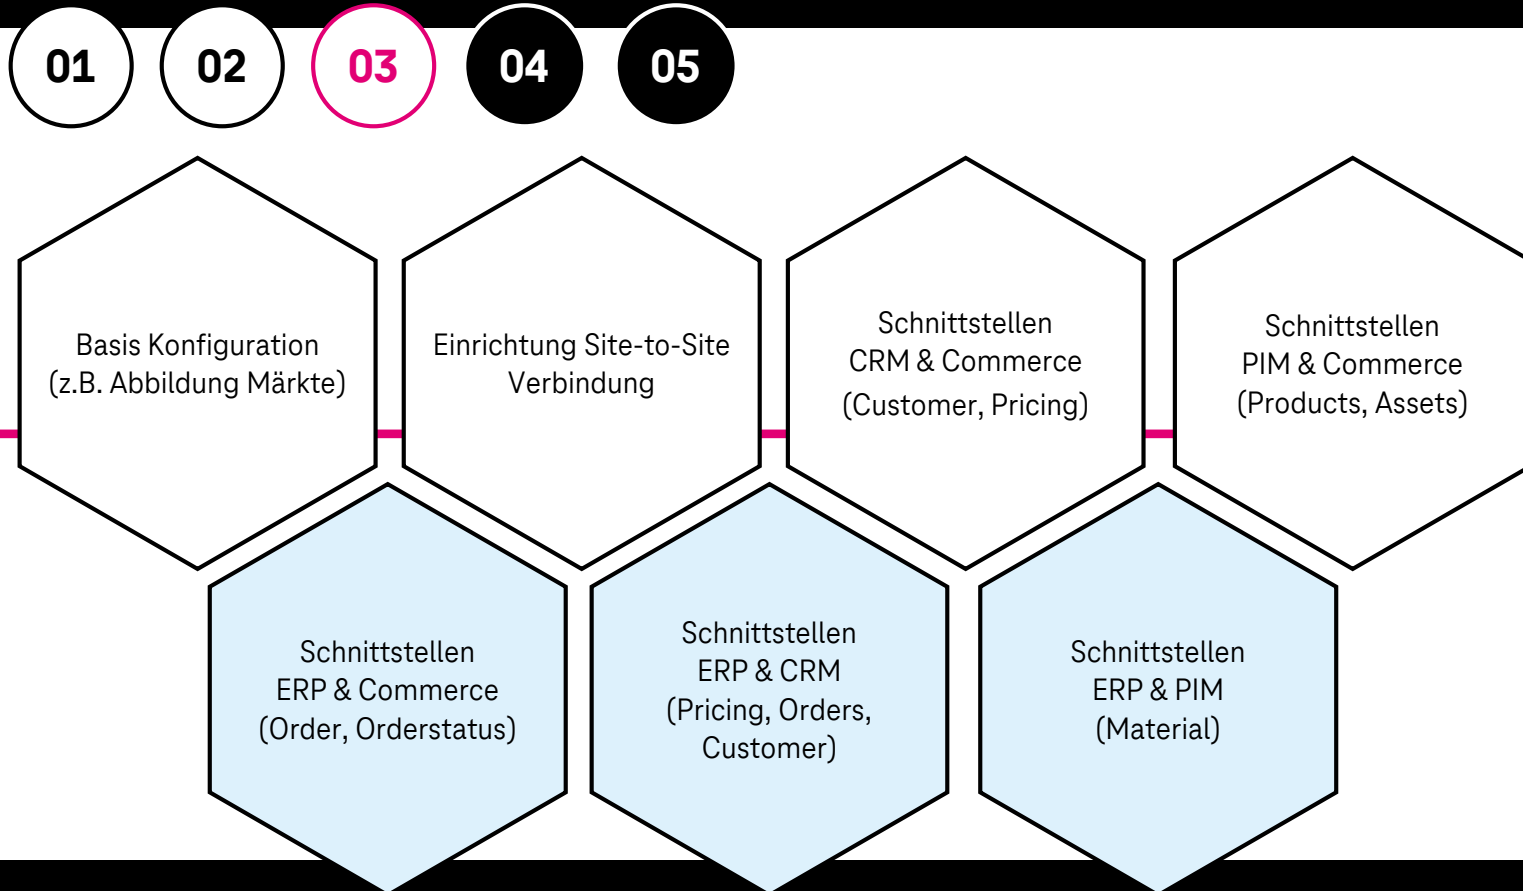 01
02
03
04
05
Basis Konfiguration
(z.B. Abbildung Märkte)
Einrichtung Site-to-Site
Verbindung
Schnittstellen
CRM & Commerce
(Customer, Pricing)
Schnittstellen
PIM & Commerce
(Products, Assets)
Schnittstellen
ERP & Commerce
(Order, Orderstatus)
Schnittstellen
ERP & CRM
(Pricing, Orders,
Customer)
Schnittstellen
ERP & PIM
(Material)